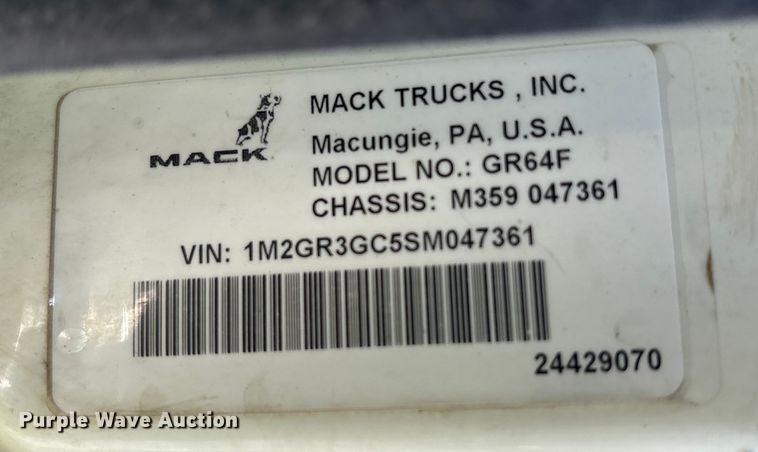 MACK
MACK TRUCKS , INC.
Macungie, PA, U.S.A.
MODEL NO.: GR64F
CHASSIS: M359 047361
VIN: 1M2GR3GC5SM047361
24429070
Purple Wave Auction